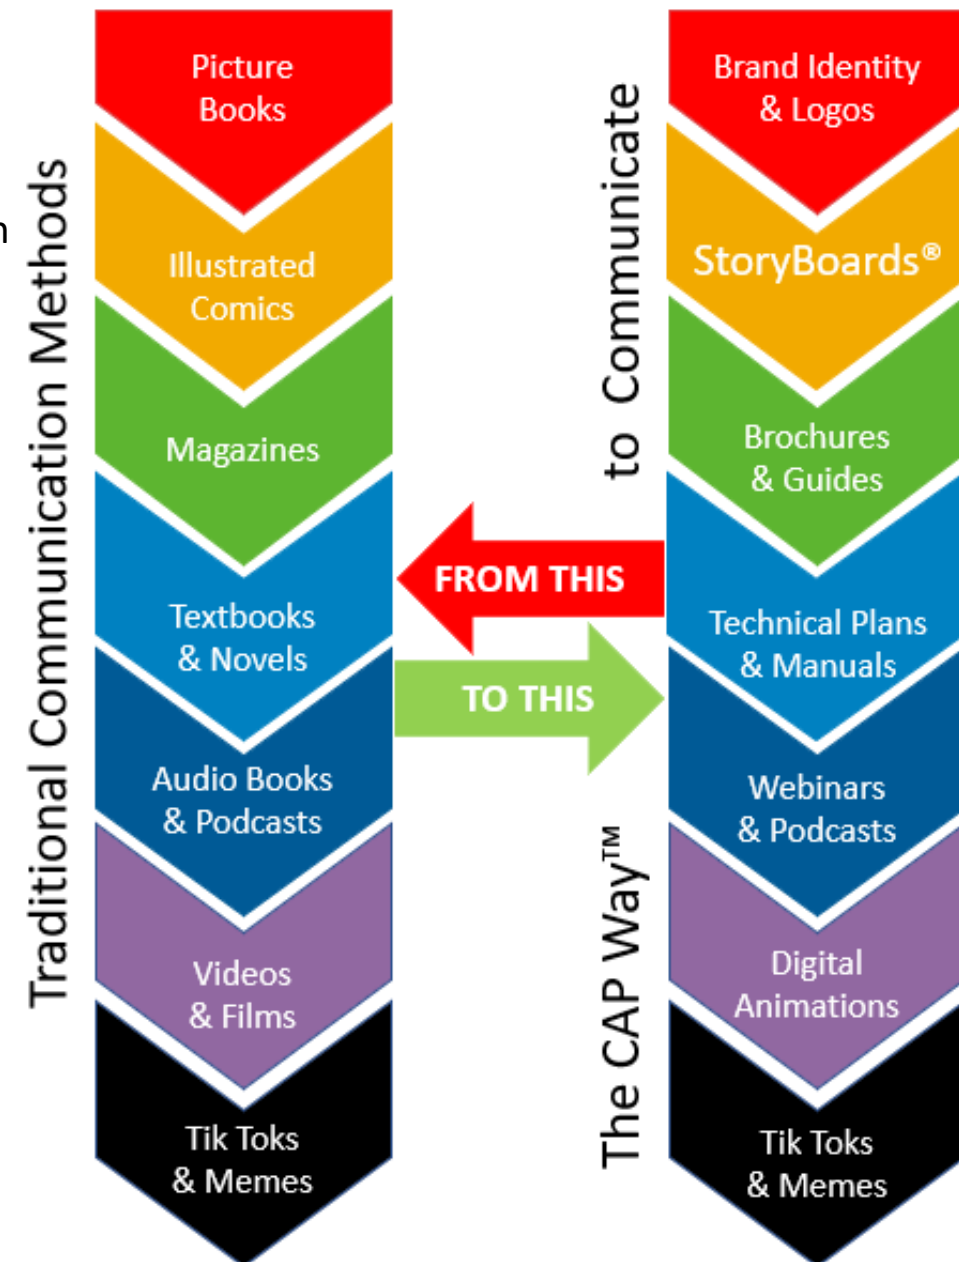 Traditional Communication Methods
Picture
Books
Illustrated
Comics
Magazines
Textbooks
& Novels
Audio Books
& Podcasts
Videos
& Films
Tik Toks
& Memes
FROM THIS
TO THIS
The CAP Way™ to Communicate
Brand Identity
& Logos
StoryBoards®
Brochures
& Guides
Technical Plans
& Manuals
Webinars
& Podcasts
Digital
Animations
Tik Toks
& Memes